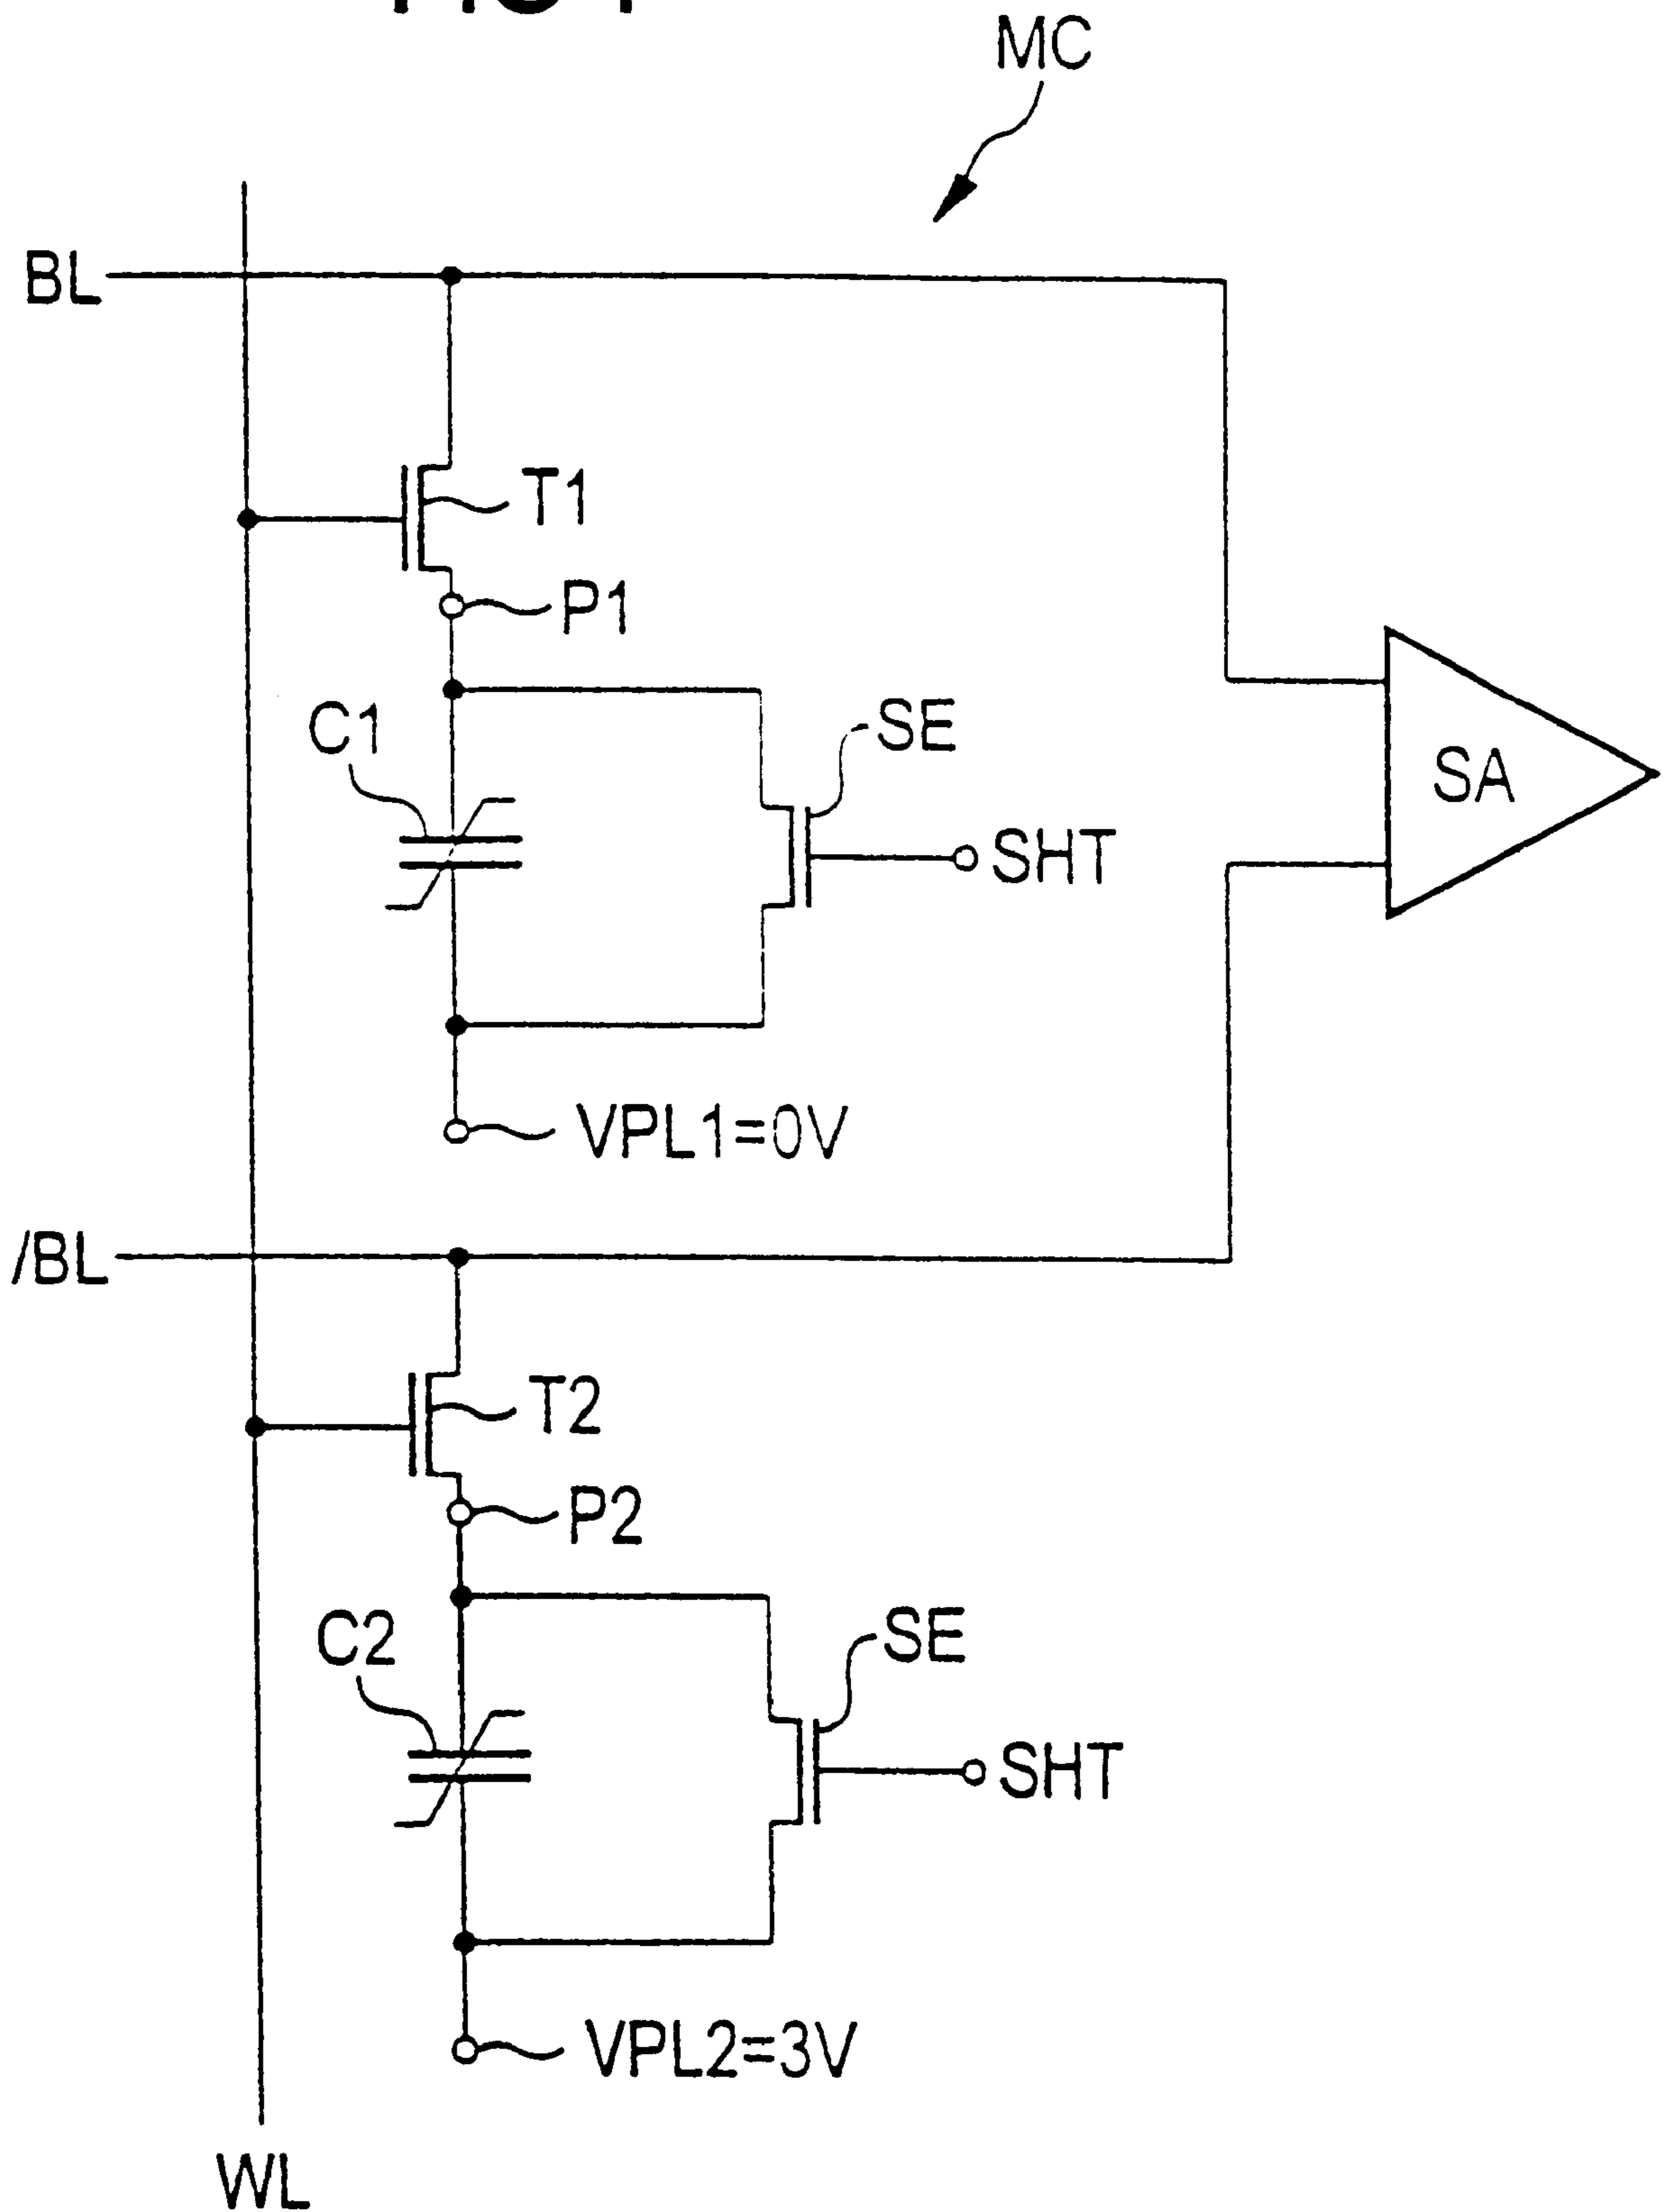 MC
BL
T1
P1
C1
SE
SHT
SA
VPL1=0V
/BL
T2
P2
C2
SE
SHT
VPL2=3V
WL